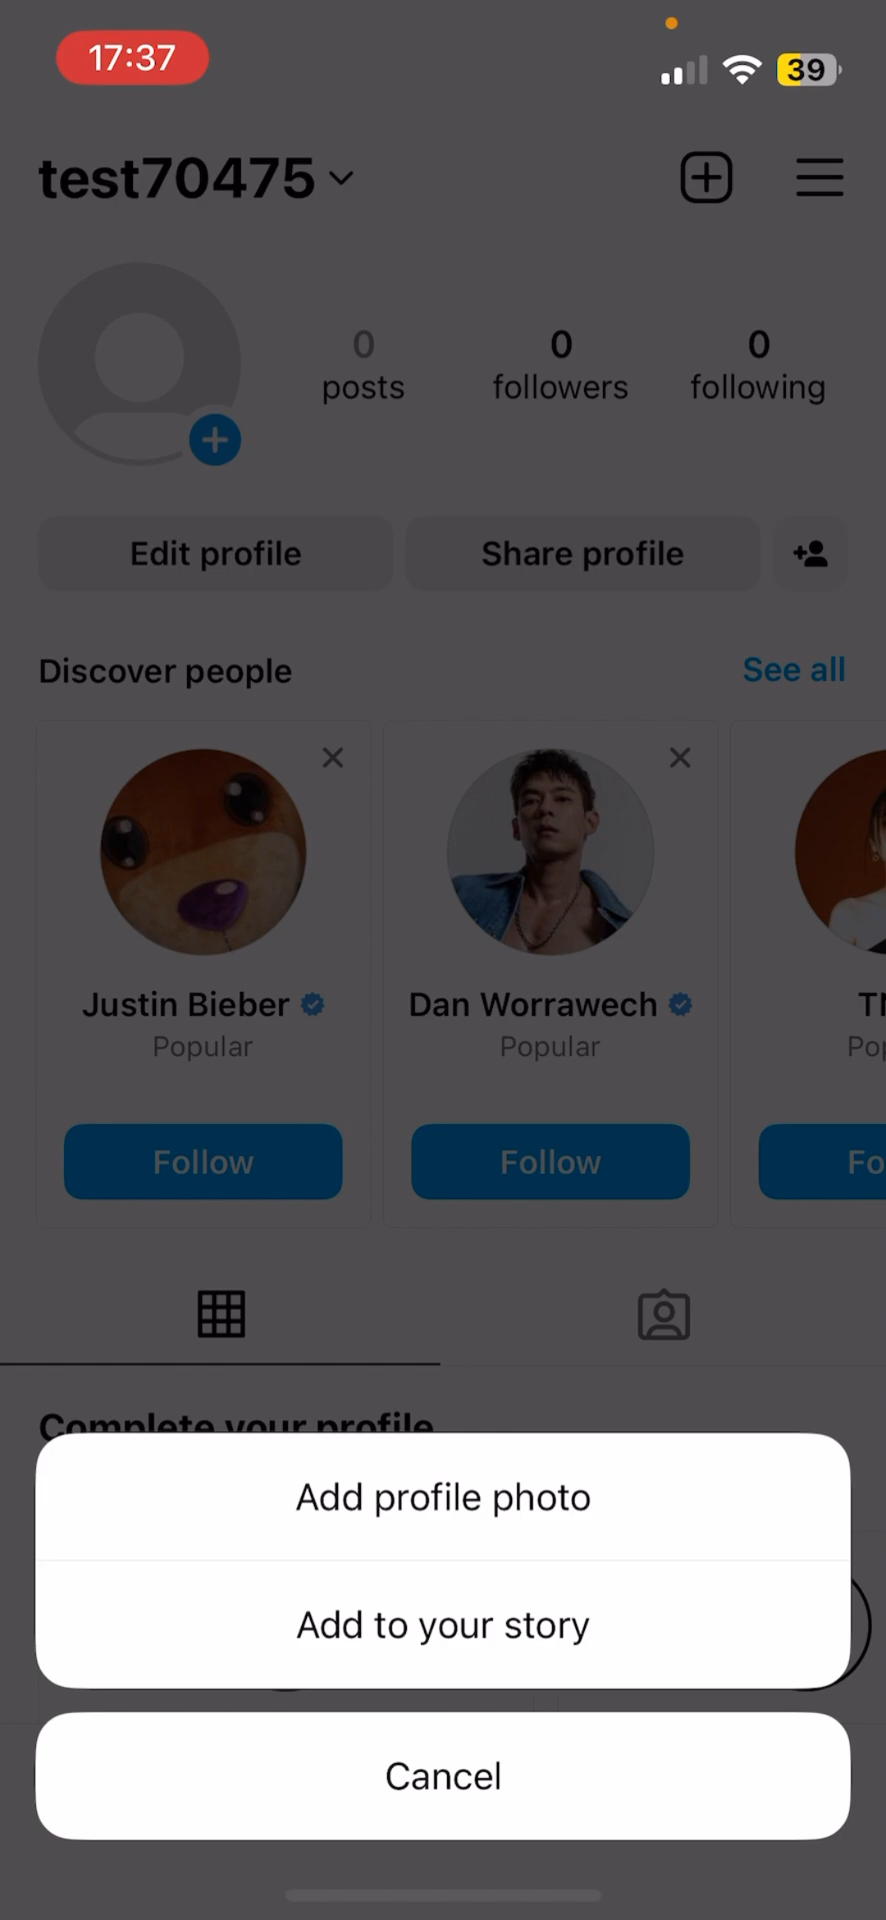 17:37
39
test70475
0
posts
0
followers
0
following
Edit profile
Share profile
Discover people
See all
Justin Bieber
Popular
Follow
Dan Worrawech
Popular
Follow
Complete your profile
Add profile photo
Add to your story
Cancel